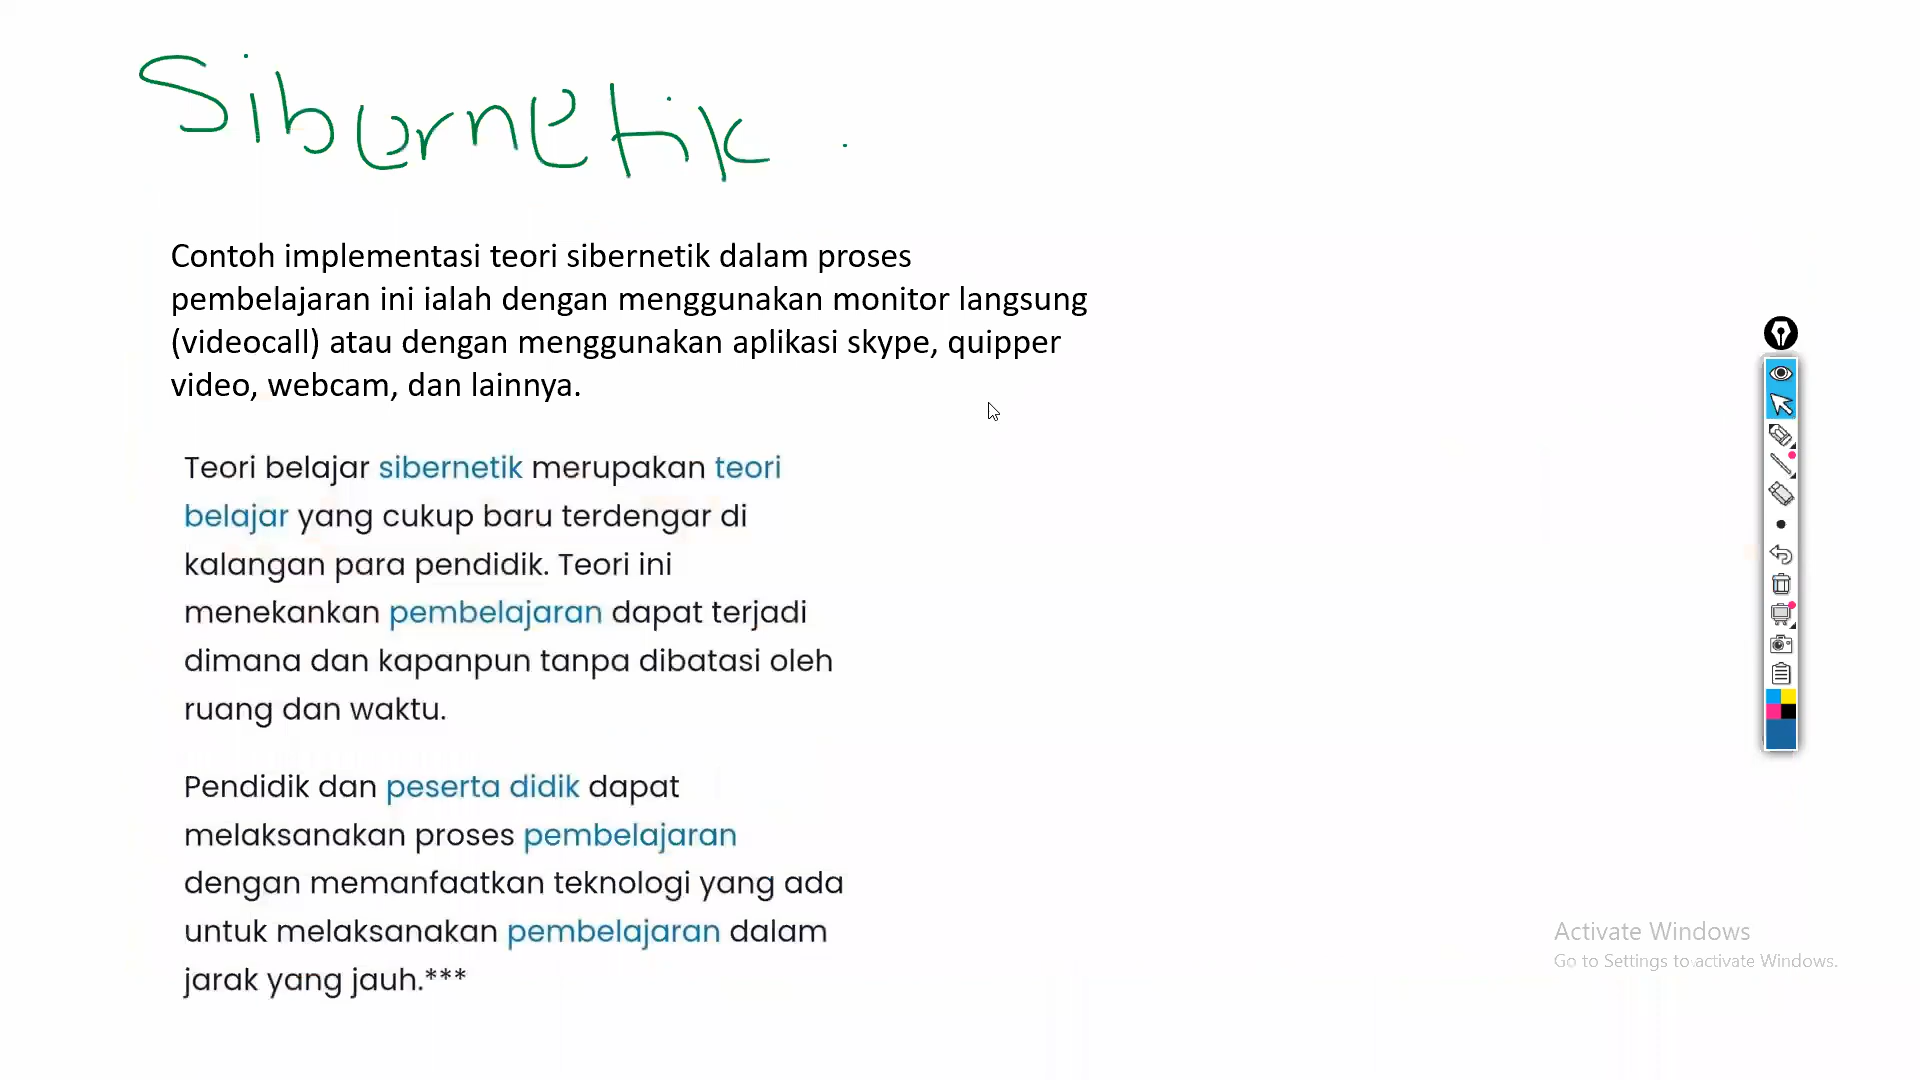 Sibernetik
Contoh implementasi teori sibernetik dalam proses
pembelajaran ini ialah dengan menggunakan monitor langsung
(videocall) atau dengan menggunakan aplikasi skype, quipper
video, webcam, dan lainnya.
Teori belajar sibernetik merupakan teori
belajar yang cukup baru terdengar di
kalangan para pendidik. Teori ini
menekankan pembelajaran dapat terjadi
dimana dan kapanpun tanpa dibatasi oleh
ruang dan waktu.
Pendidik dan peserta didik dapat
melaksanakan proses pembelajaran
dengan memanfaatkan teknologi yang ada
untuk melaksanakan pembelajaran dalam
jarak yang jauh.***
Activate Windows
Go to Settings to activate Windows.